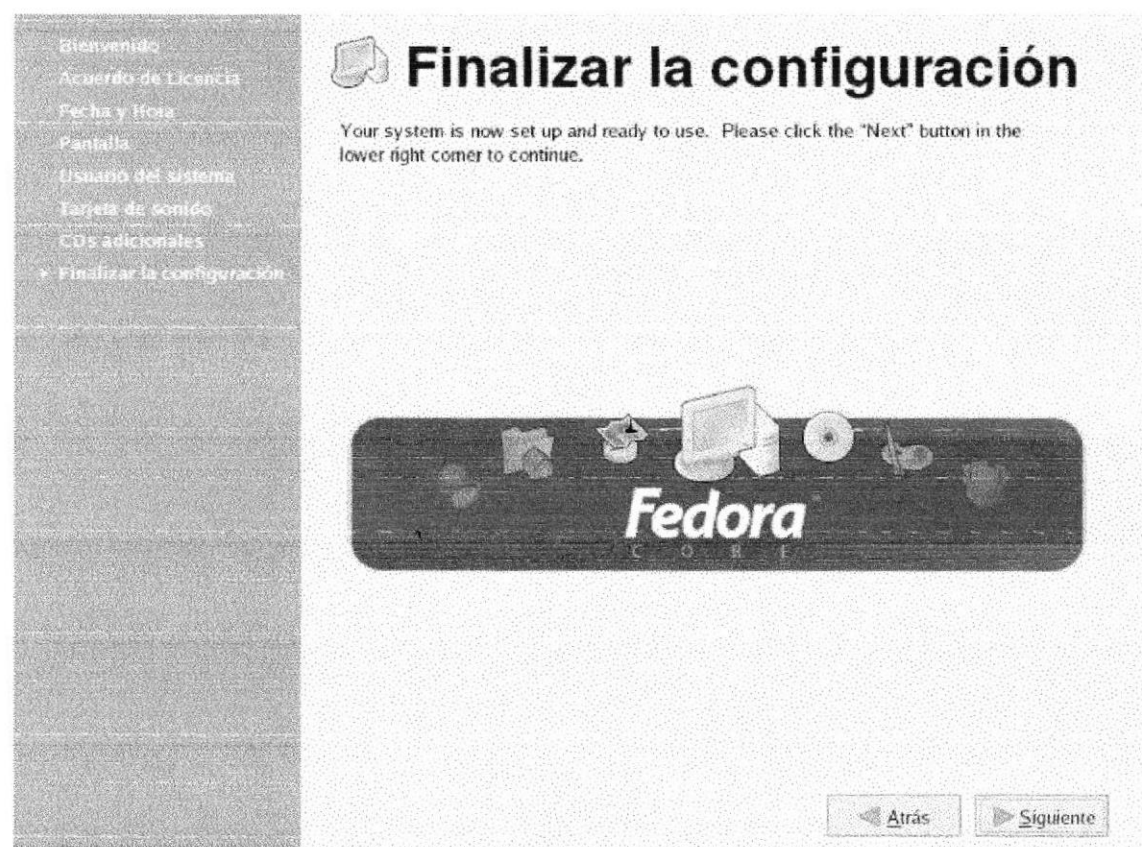 Bienvenido
Acuerdo de Licencia
Fecha y Hora
Pantalla
Usuario del sistema
Tarjeta de sonido
CDs adicionales
Finalizar la configuración
Finalizar la configuración
Your system is now set up and ready to use. Please click the "Next" button in the
lower right corner to continue.
Fedora
CORE
Atrás
Siguiente